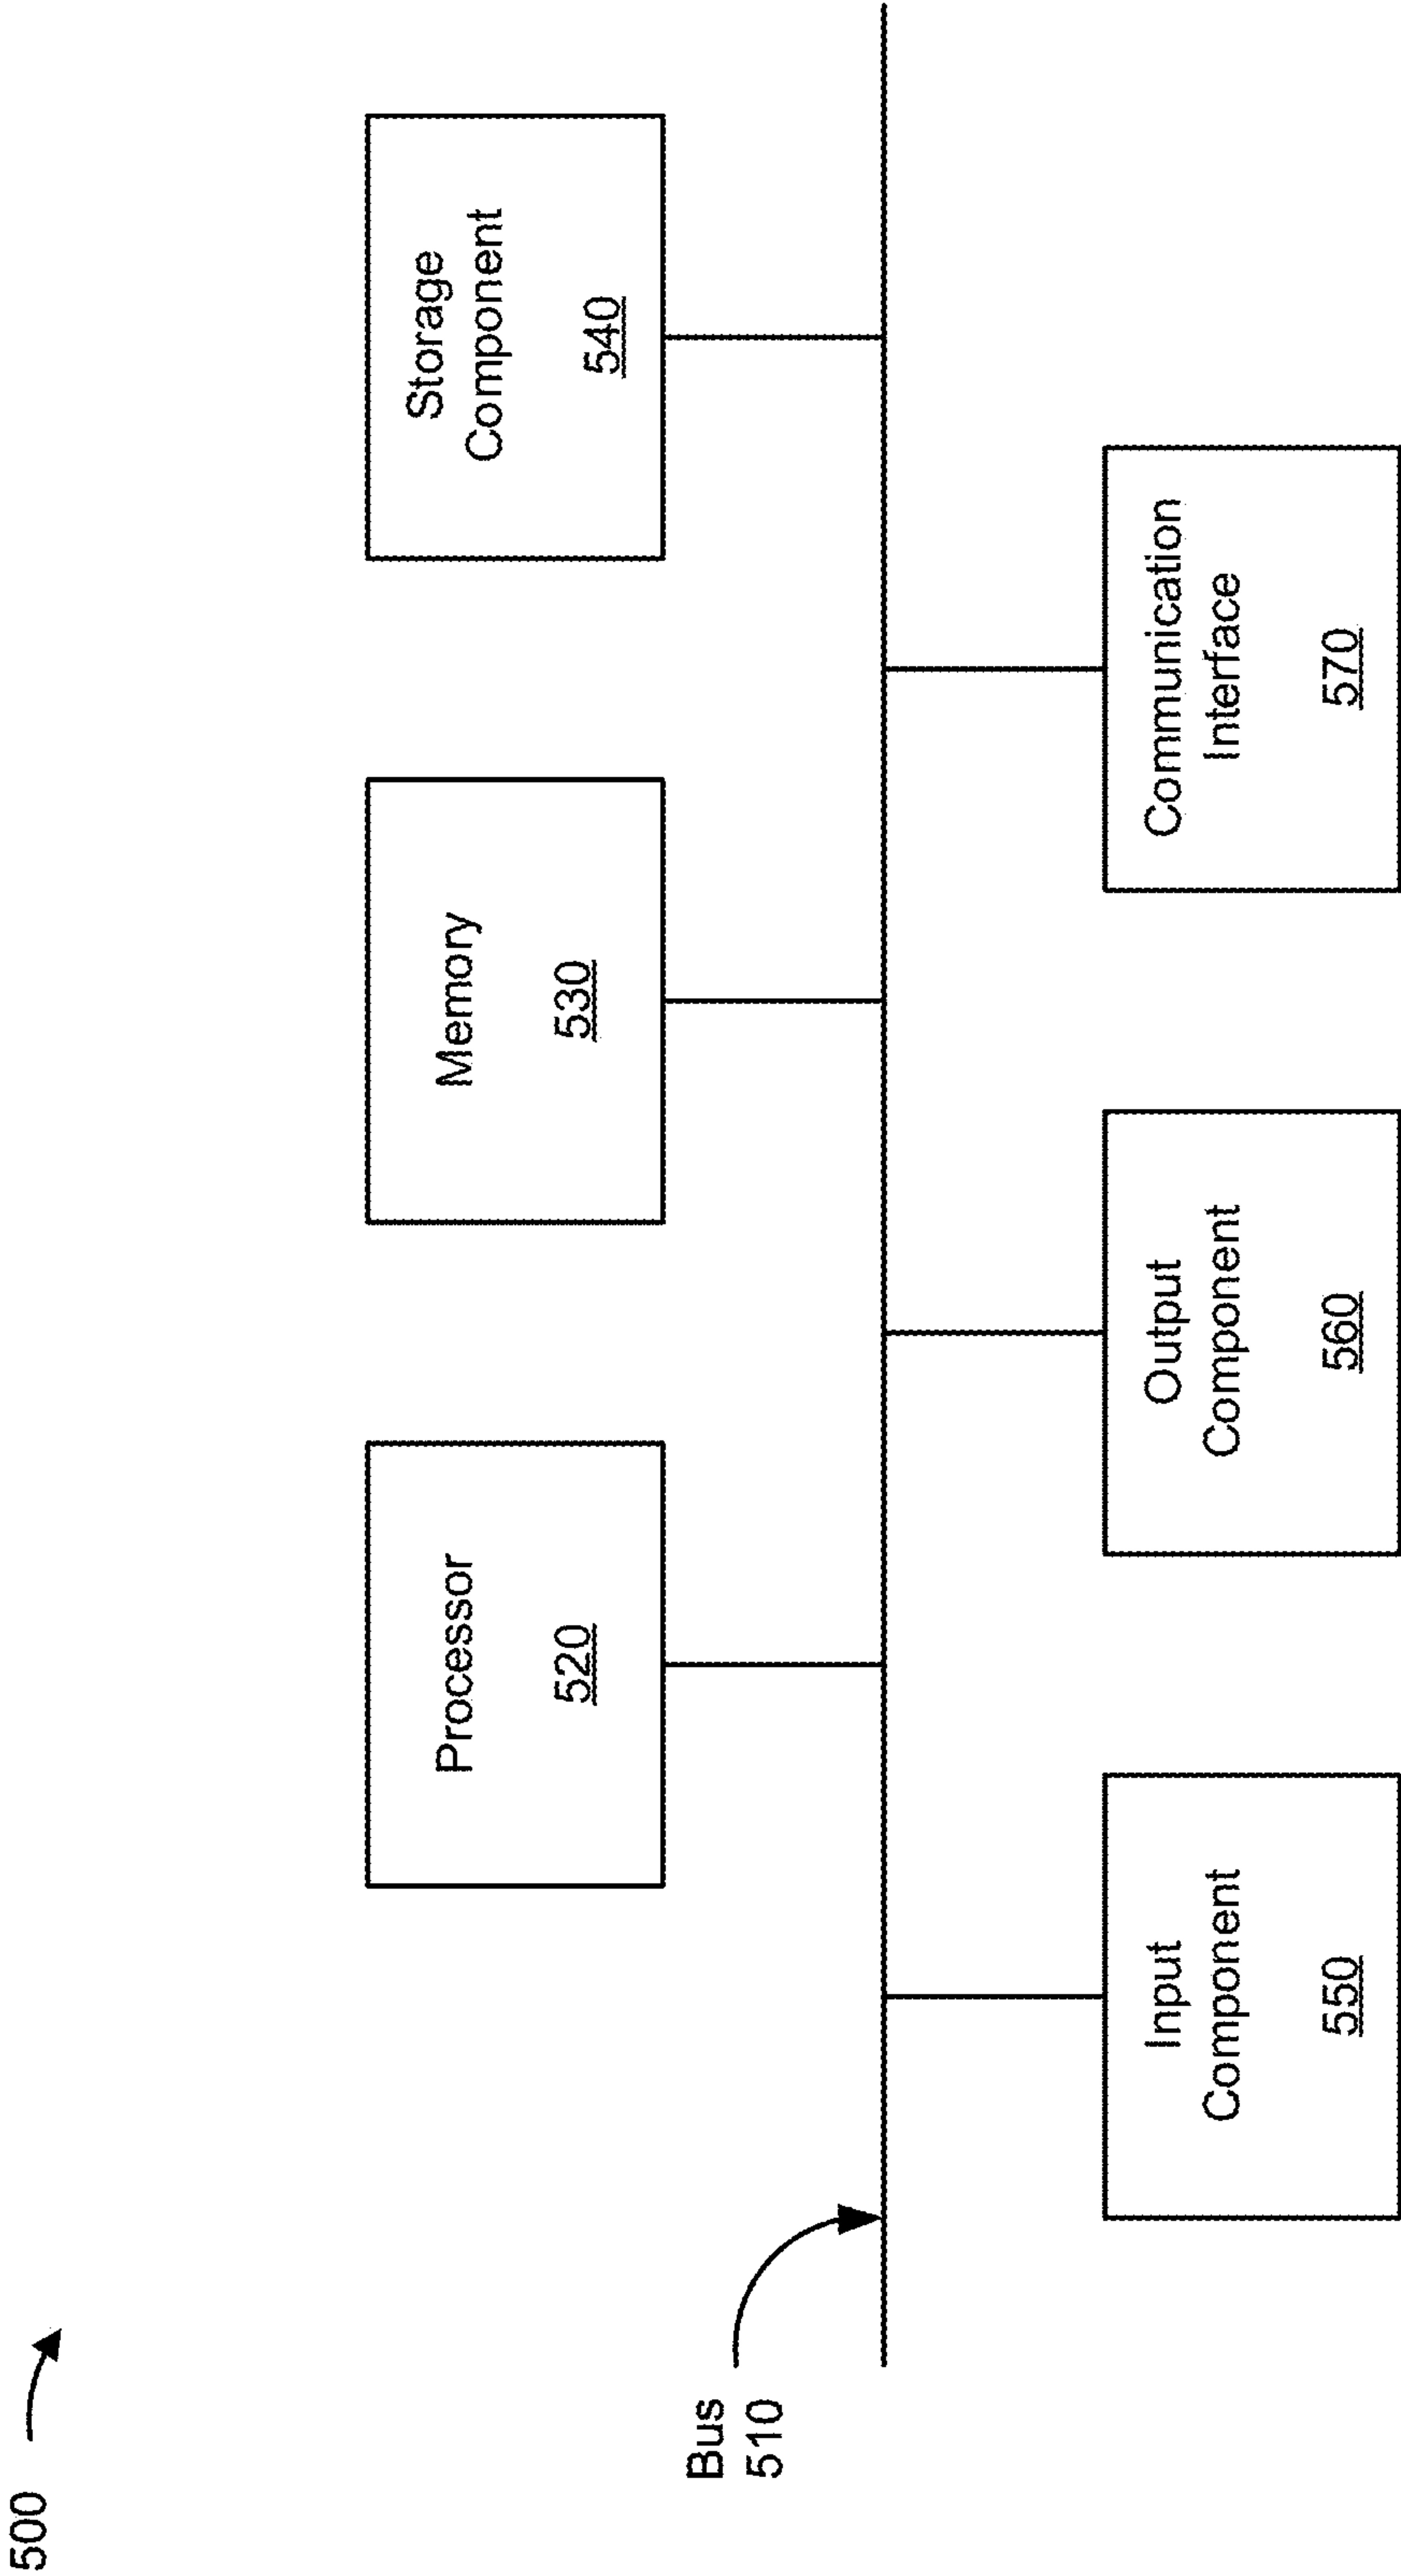 500
Processor
520
Memory
530
Storage
Component
540
Bus
510
Input
Component
550
Output
Component
560
Communication
Interface
570